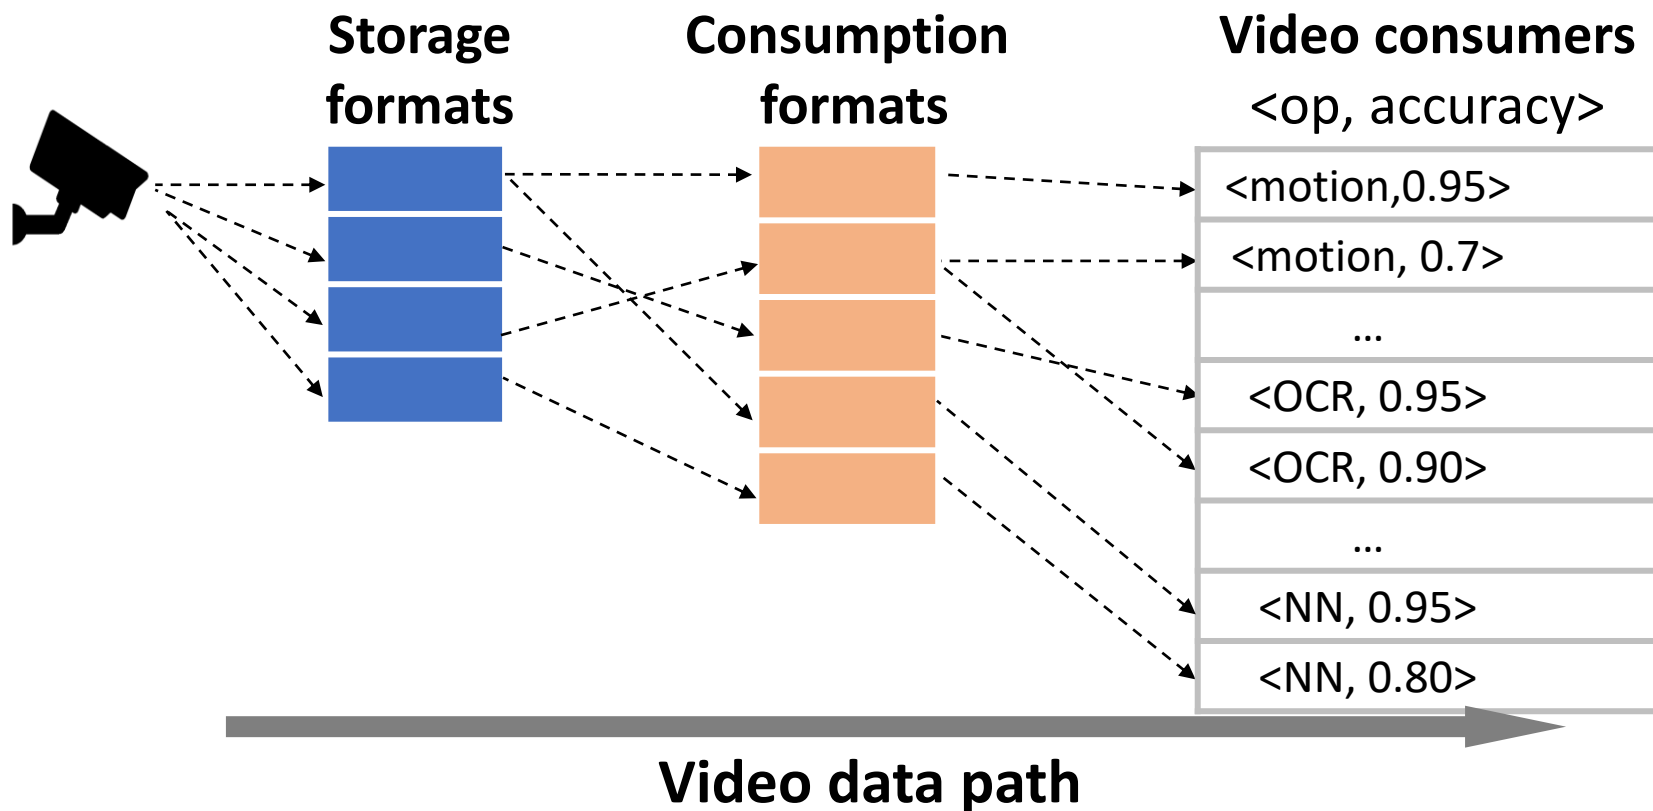 Storage
formats
Consumption
formats
Video consumers
<op, accuracy>
<motion,0.95>
<motion, 0.7>
...
<OCR, 0.95>
<OCR, 0.90>
...
<NN, 0.95>
<NN, 0.80>
Video data path